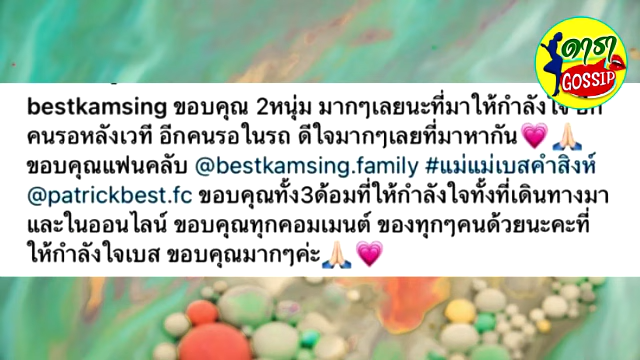 ดารา
GOSSIP
bestkamsing ขอบคุณ 2หนุ่ม มากๆเลยนะที่มาให้กำลังใจ อีก
คนรอหลังเวที อีกคนรอในรถ ดีใจมากๆเลยที่มาหากัน💗🙏🏻
ขอบคุณแฟนคลับ @bestkamsing.family #แม่แม่เบสคำสิงห์
@patrickbest.fc ขอบคุณทั้ง3ด้อมที่ให้กำลังใจทั้งที่เดินทางมา
และในออนไลน์ ขอบคุณทุกคอมเมนต์ ของทุกๆคนด้วยนะคะที่
ให้กำลังใจเบส ขอบคุณมากๆค่ะ🙏🏻💗